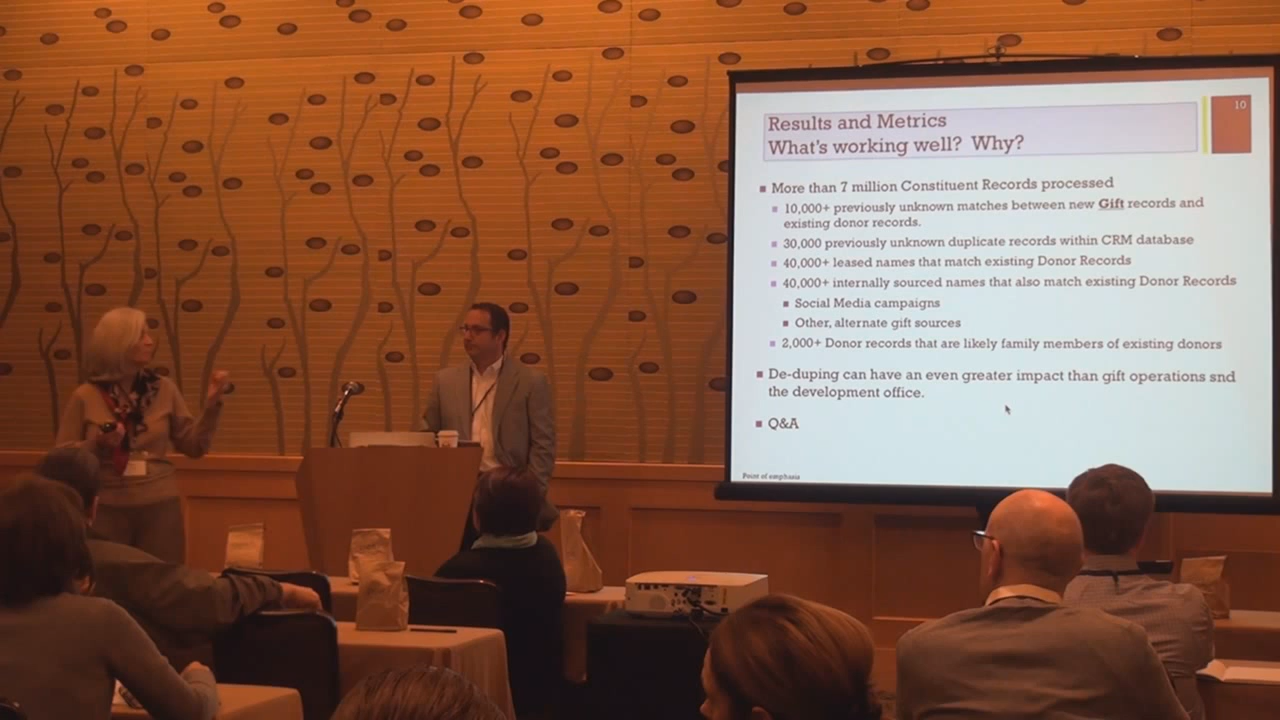 10
Results and Metrics
What's working well? Why?
More than 7 million Constituent Records processed
10,000+ previously unknown matches between new Gift records and
existing donor records.
30,000 previously unknown duplicate records within CRM database
40,000+ leased names that match existing Donor Records
40,000+ internally sourced names that also match existing Donor Records
Social Media campaigns
Other, alternate gift sources
2,000+ Donor records that are likely family members of existing donors
De-duping can have an even greater impact than gift operations snd
the development office.
Q&A
Point of emphasis